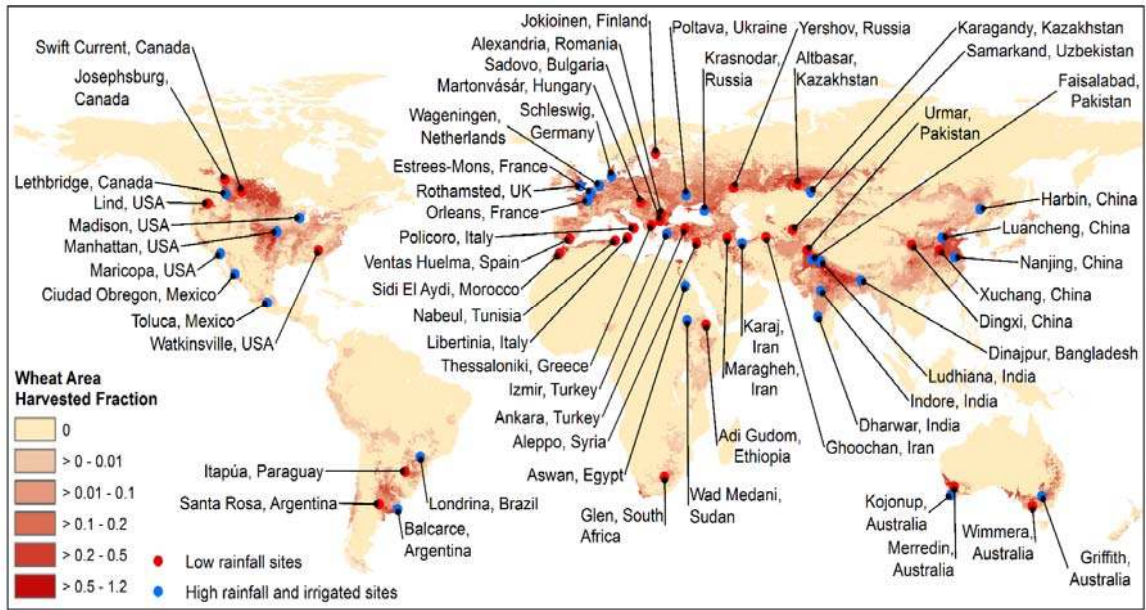 Jokioinen, Finland
Alexandria, Romania
Sadovo, Bulgaria
Martonvásár, Hungary
Schleswig,
Germany
Wageningen,
Netherlands
Estrees-Mons, France
Rothamsted, UK
Orleans, France
Policoro, Italy
Ventas Huelma, Spain
Sidi El Aydi, Morocco
Nabeul, Tunisia
Libertinia, Italy
Thessaloniki, Greece
Izmir, Turkey
Ankara, Turkey
Aleppo, Syria
Aswan, Egypt
Glen, South
Africa
Poltava, Ukraine
Krasnodar,
Russia
Yershov, Russia
Altbasar,
Kazakhstan
Karagandy, Kazakhstan
Samarkand, Uzbekistan
Faisalabad,
Pakistan
Urmar,
Pakistan
Harbin, China
Luancheng, China
Nanjing, China
Xuchang, China
Dingxi, China
Dinajpur, Bangladesh
Ludhiana, India
Indore, India
Dharwar, India
Ghoochan, Iran
Karaj,
Iran
Maragheh,
Iran
Adi Gudom,
Ethiopia
Wad Medani,
Sudan
Kojonup,
Australia
Merredin,
Australia
Wimmera,
Australia
Griffith,
Australia
Swift Current, Canada
Josephsburg,
Canada
Lethbridge, Canada
Lind, USA
Madison, USA
Manhattan, USA
Maricopa, USA
Ciudad Obregon, Mexico
Toluca, Mexico
Watkinsville, USA
Itapúa, Paraguay
Santa Rosa, Argentina
Londrina, Brazil
Balcarce,
Argentina
Wheat Area
Harvested Fraction
0
> 0 - 0.01
> 0.01 - 0.1
> 0.1 - 0.2
> 0.2 - 0.5
> 0.5 - 1.2
Low rainfall sites
High rainfall and irrigated sites